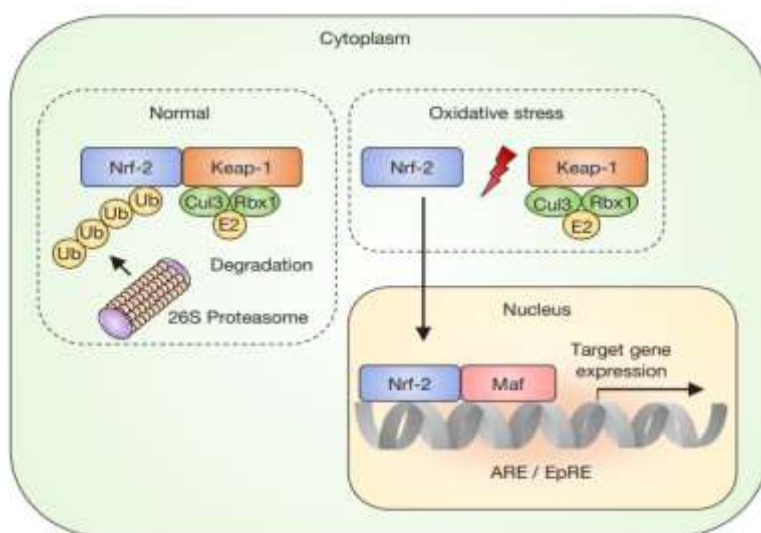 Cytoplasm
Normal
Nrf-2
Keap-1
Cul3
Rbx1
E2
Ub
Ub
Ub
Ub
Degradation
26S Proteasome
Oxidative stress
Nrf-2
Keap-1
Cul3
Rbx1
E2
Nucleus
Target gene
expression
Nrf-2
Maf
ARE / EpRE